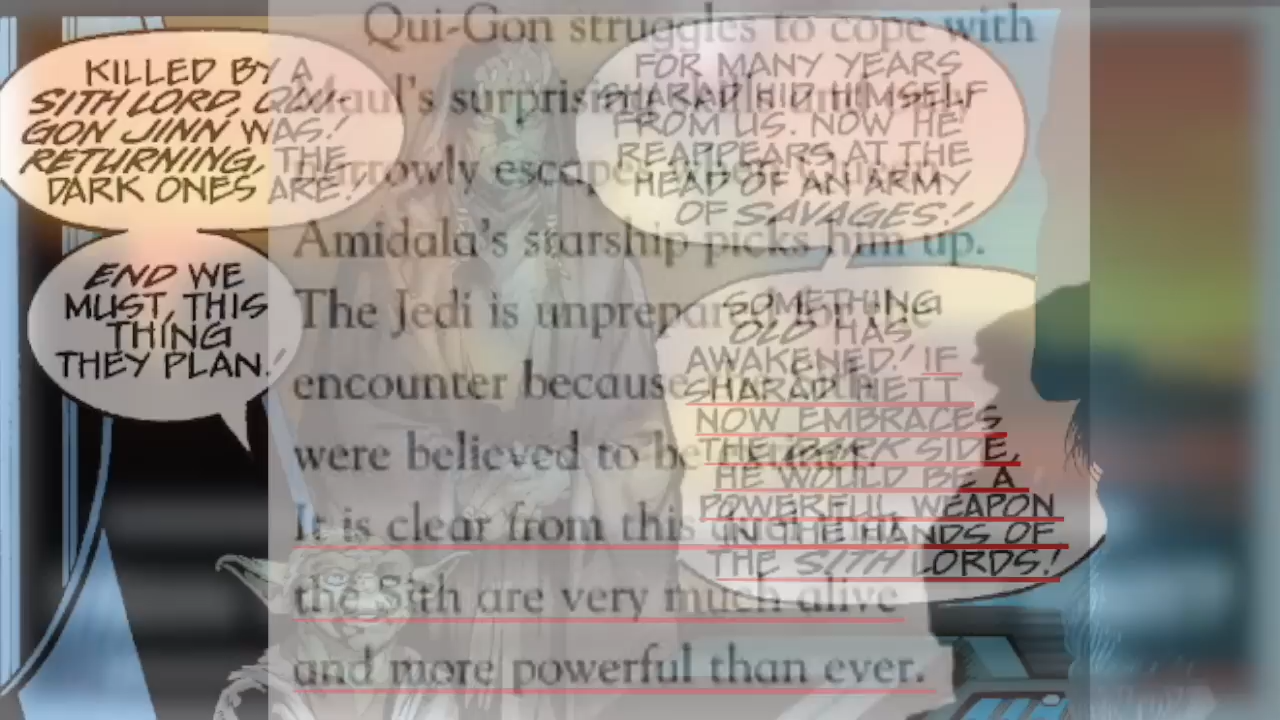 KILLED BY A
SITH LORD, QUI-
GON JINN WAS!
RETURNING, THE
DARK ONES ARE!
END WE
MUST, THIS
THING
THEY PLAN!
FOR MANY YEARS
SHARAD HID HIMSELF
FROM US. NOW HE
REAPPEARS AT THE
HEAD OF AN ARMY
OF SAVAGES!
SOMETHING
OLD HAS
AWAKENED! IF
SHARAD HETT
NOW EMBRACES
THE DARK SIDE,
HE WOULD BE A
POWERFUL WEAPON
IN THE HANDS OF
THE SITH LORDS!
Qui-Gon struggles to cope with
Maul's surprising
narrowly escapes
Amidala's starship picks him up.
The Jedi is unprepared for the
encounter because
were believed to be
It is clear from this
the Sith are very much alive
and more powerful than ever.